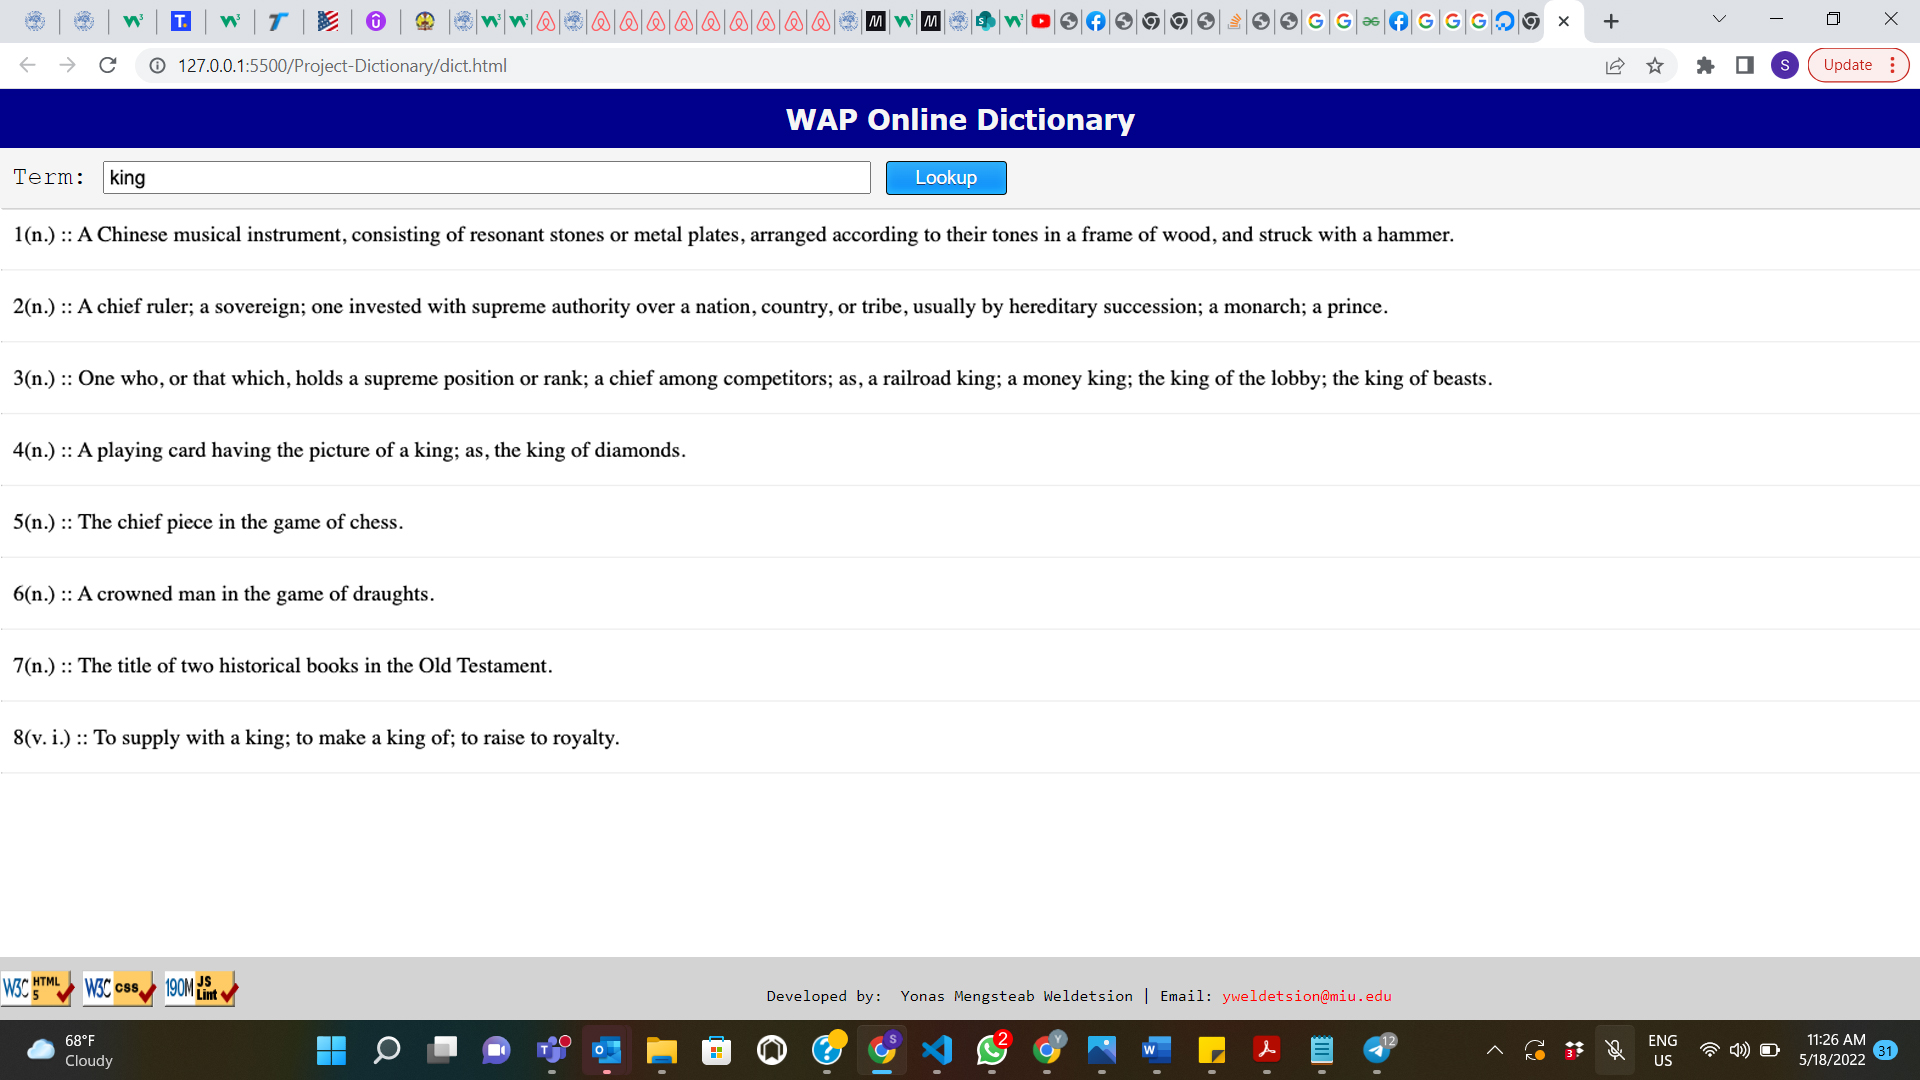 127.0.0.1:5500/Project-Dictionary/dict.html
S
Update
WAP Online Dictionary
Term: king Lookup
1(n.) :: A Chinese musical instrument, consisting of resonant stones or metal plates, arranged according to their tones in a frame of wood, and struck with a hammer.
2(n.) :: A chief ruler; a sovereign; one invested with supreme authority over a nation, country, or tribe, usually by hereditary succession; a monarch; a prince.
3(n.) :: One who, or that which, holds a supreme position or rank; a chief among competitors; as, a railroad king; a money king; the king of the lobby; the king of beasts.
4(n.) :: A playing card having the picture of a king; as, the king of diamonds.
5(n.) :: The chief piece in the game of chess.
6(n.) :: A crowned man in the game of draughts.
7(n.) :: The title of two historical books in the Old Testament.
8(v. i.) :: To supply with a king; to make a king of; to raise to royalty.
W3C HTML 5 W3C css 190M JS Lint
Developed by: Yonas Mengsteab Weldetsion | Email: yweldetsion@miu.edu
68°F
Cloudy
2
12
3
ENG
US
11:26 AM
5/18/2022
31